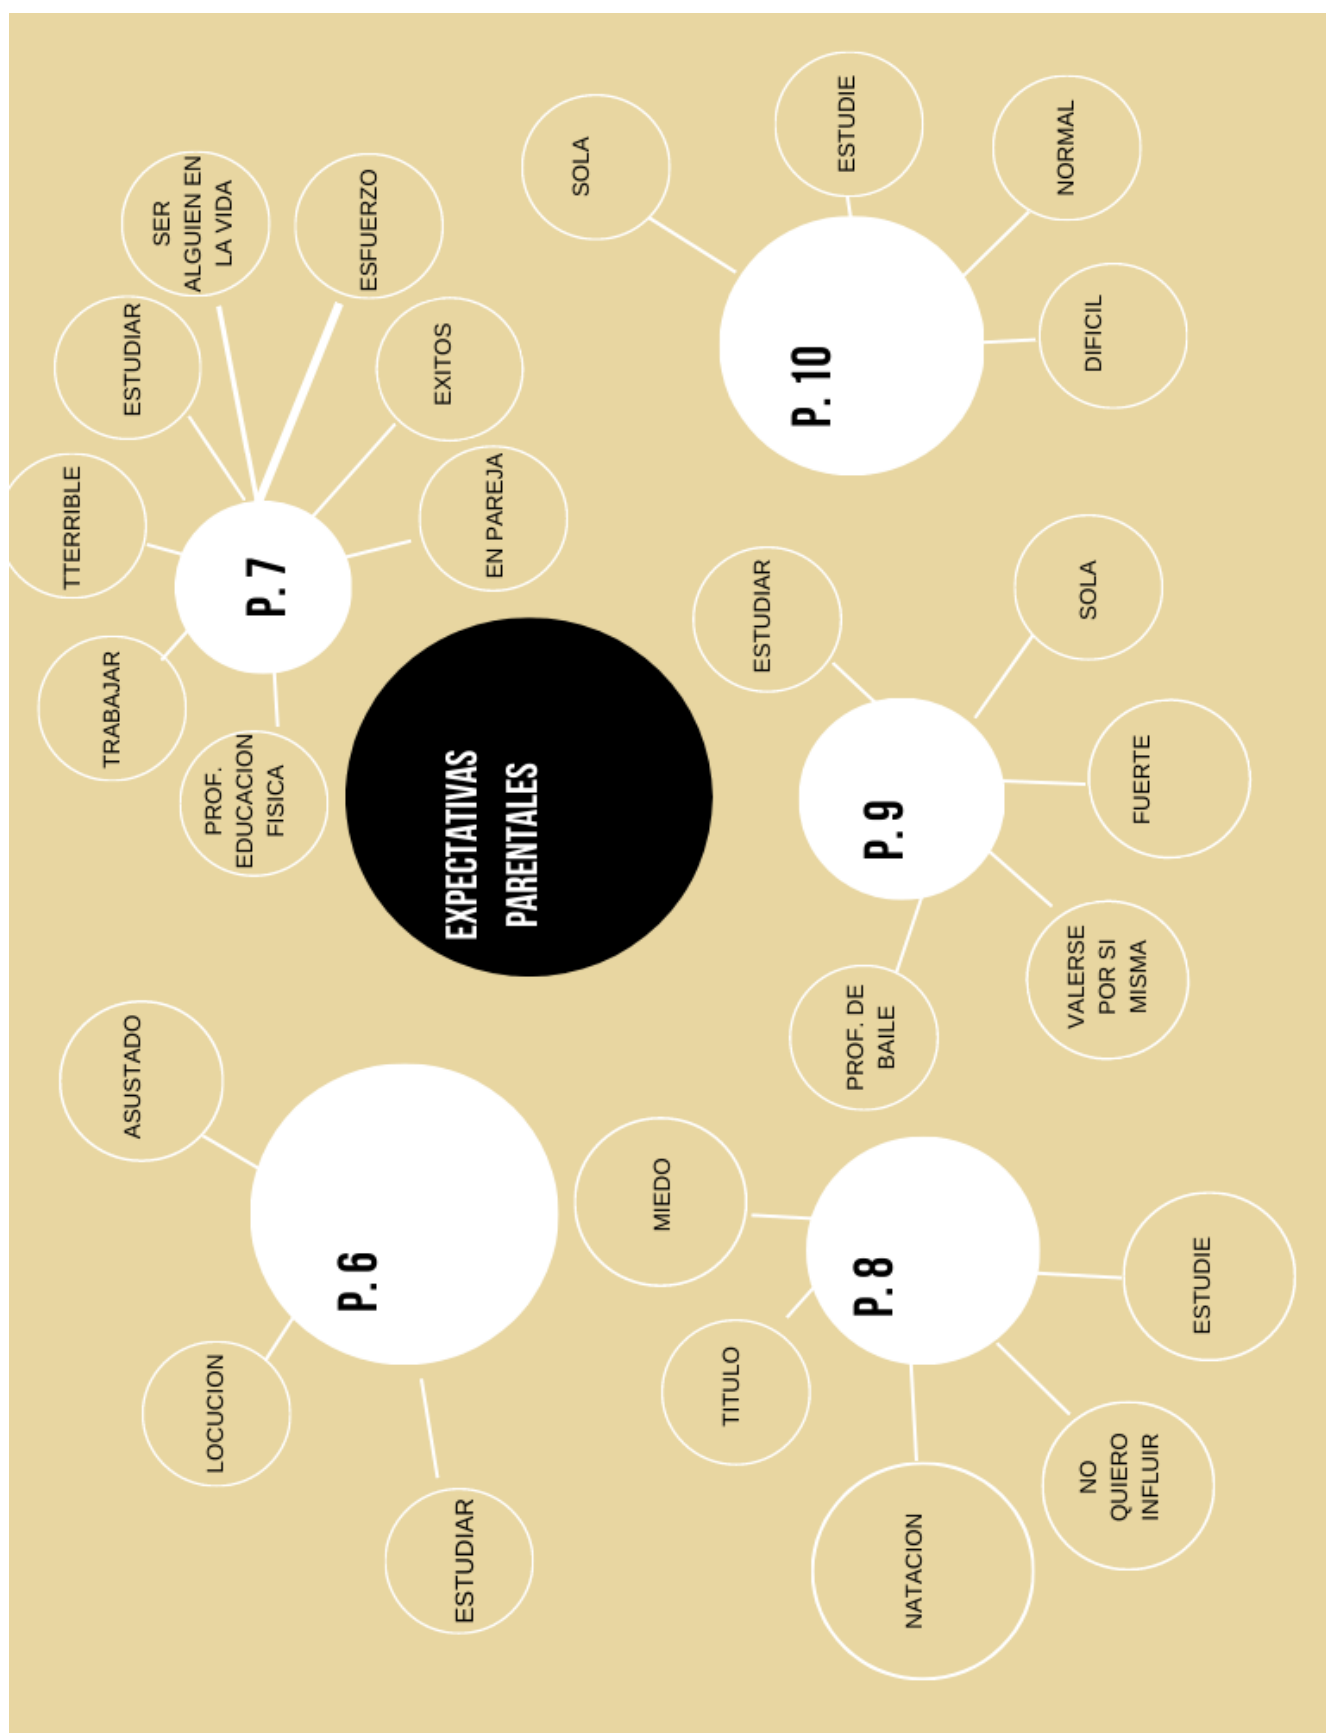 ASUSTADO
LOCUCION
ESTUDIAR
P. 6
TRABAJAR
TTERRIBLE
ESTUDIAR
SER
ALGUIEN EN
LA VIDA
PROF.
EDUCACION
FISICA
P. 7
ESFUERZO
EXITOS
EN PAREJA
EXPECTATIVAS
PARENTALES
SOLA
ESTUDIE
P. 10
NORMAL
DIFICIL
MIEDO
TITULO
P. 8
NATACION
NO
QUIERO
INFLUIR
ESTUDIE
ESTUDIAR
PROF. DE
BAILE
P. 9
SOLA
FUERTE
VALERSE
POR SI
MISMA